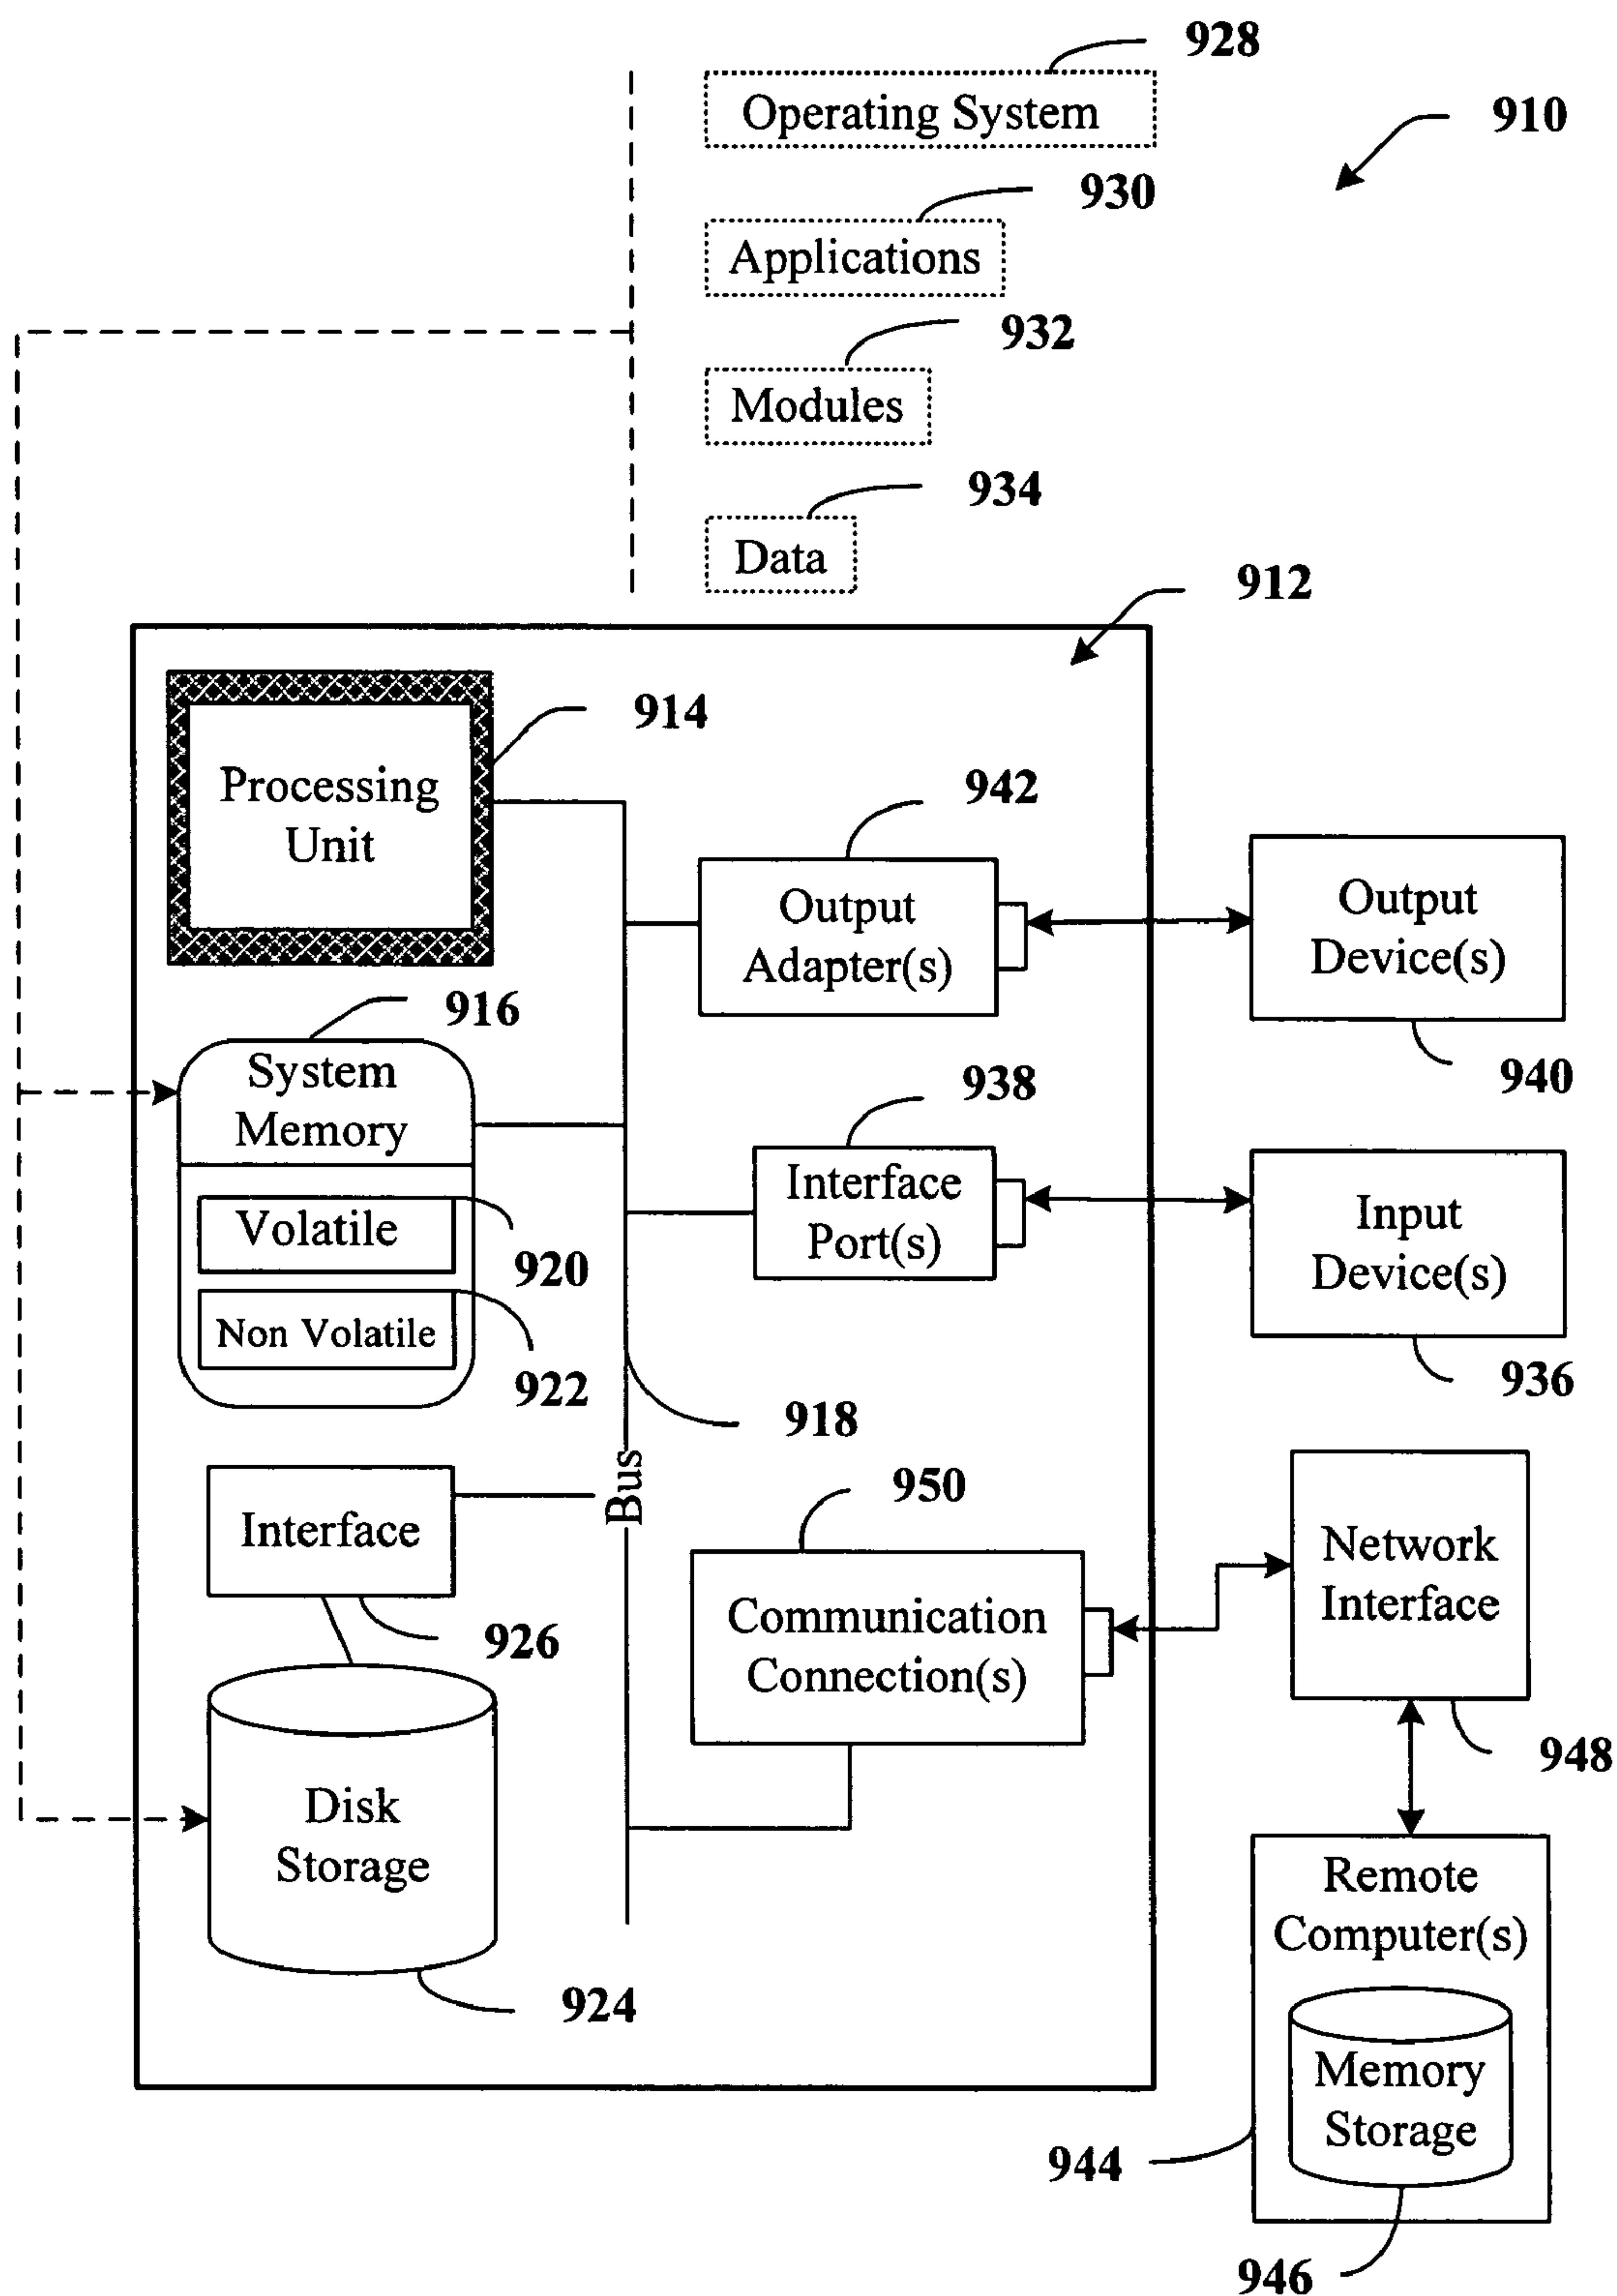 928
Operating System
910
930
Applications
932
Modules
934
Data
912
914
Processing
Unit
942
Output
Adapter(s)
Output
Device(s)
940
916
System
Memory
938
Interface
Port(s)
Input
Device(s)
936
Volatile
920
Non Volatile
922
918
Bus
950
Interface
926
Communication
Connection(s)
Network
Interface
948
Disk
Storage
924
Remote
Computer(s)
Memory
Storage
944
946